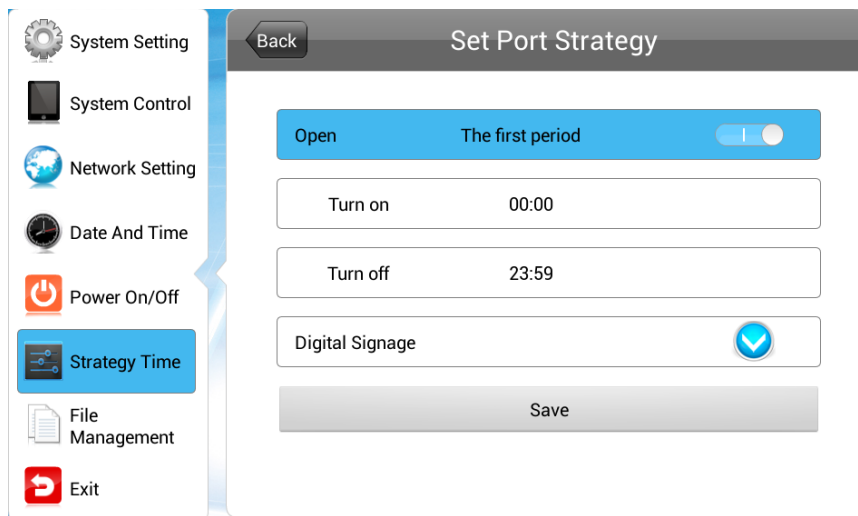 System Setting
System Control
Network Setting
Date And Time
Power On/Off
Strategy Time
File
Management
Exit
Back
Set Port Strategy
Open The first period
Turn on 00:00
Turn off 23:59
Digital Signage
Save